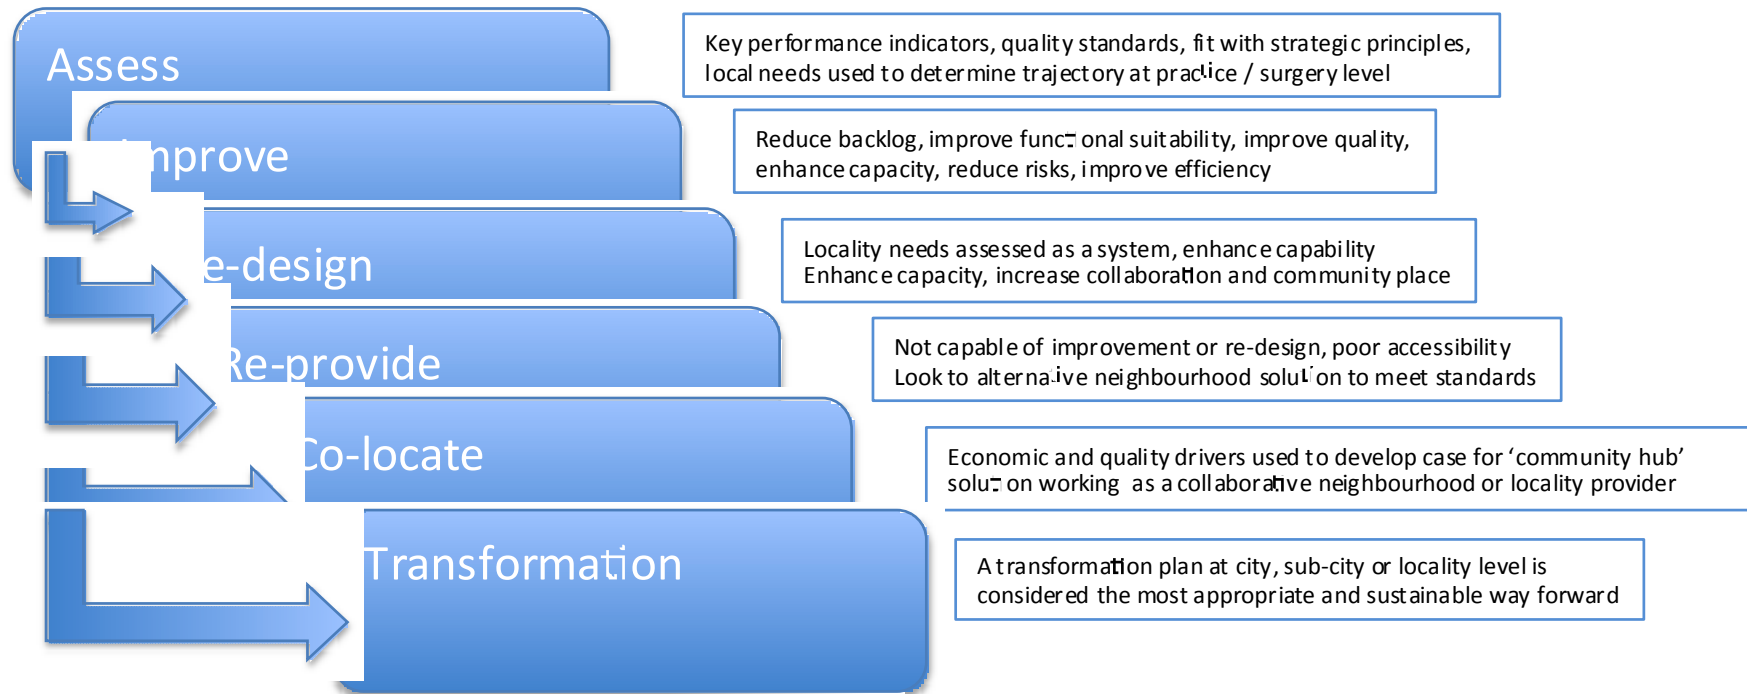 Assess
Key performance indicators, quality standards, fit with strategic principles,
local needs used to determine trajectory at practice / surgery level
mprove
Reduce backlog, improve functional suitability, improve quality,
enhance capacity, reduce risks, improve efficiency
e-design
Locality needs assessed as a system, enhance capability
Enhance capacity, increase collaboration and community place
Re-provide
Not capable of improvement or re-design, poor accessibility
Look to alternative neighbourhood solution to meet standards
Co-locate
Economic and quality drivers used to develop case for ‘community hub’
solution working as a collaborative neighbourhood or locality provider
Transformation
A transformation plan at city, sub-city or locality level is
considered the most appropriate and sustainable way forward